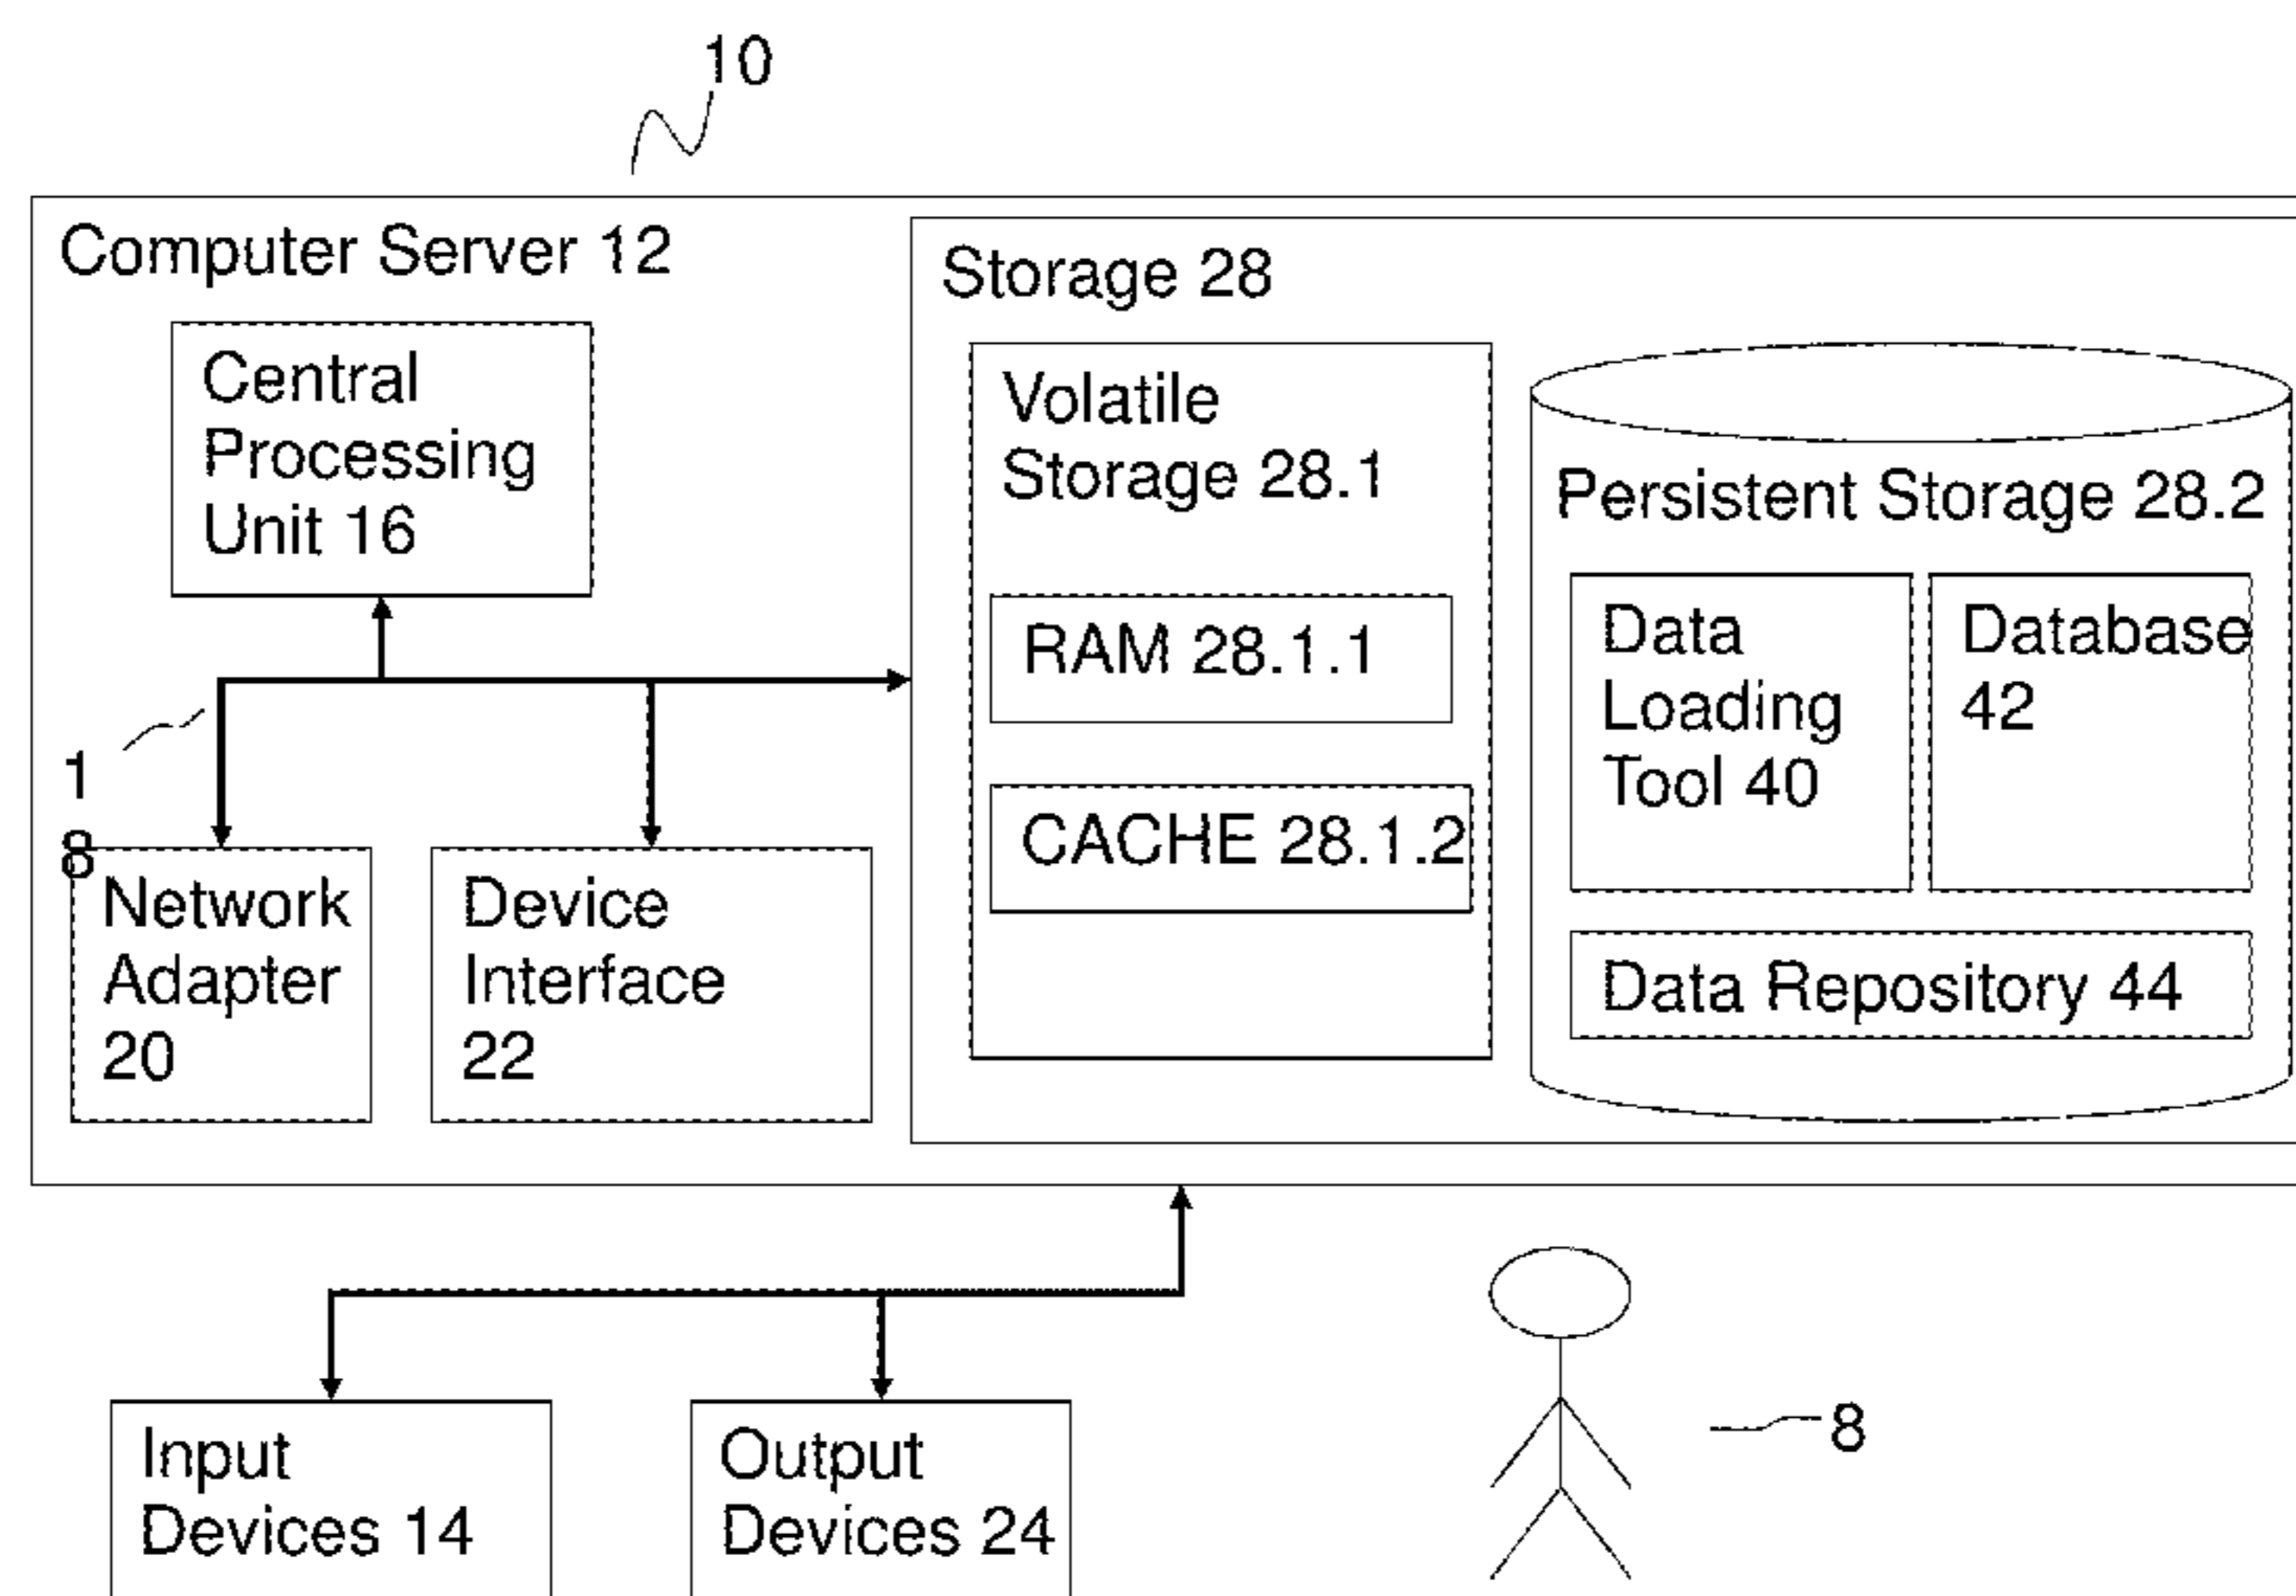 10
Computer Server 12
Storage 28
Central
Processing
Unit 16
Volatile
Storage 28.1
Persistent Storage 28.2
RAM 28.1.1
CACHE 28.1.2
Data
Loading
Tool 40
Database
42
Data Repository 44
1
8
Network
Adapter
20
Device
Interface
22
Input
Devices 14
Output
Devices 24
8